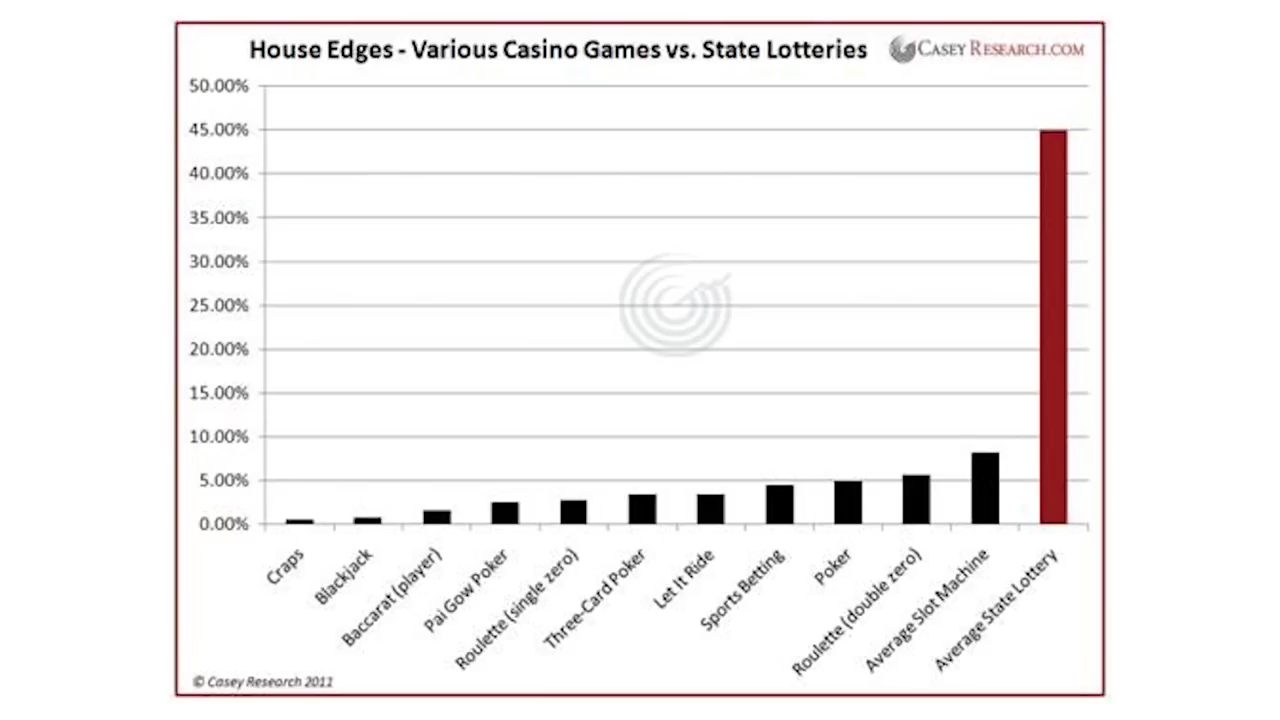 House Edges - Various Casino Games vs. State Lotteries
CASEY RESEARCH.COM
50.00%
45.00%
40.00%
35.00%
30.00%
25.00%
20.00%
15.00%
10.00%
5.00%
0.00%
Craps
Blackjack
Baccarat (player)
Pai Gow Poker
Roulette (single zero)
Three-Card Poker
Let It Ride
Sports Betting
Poker
Roulette (double zero)
Average Slot Machine
Average State Lottery
© Casey Research 2011